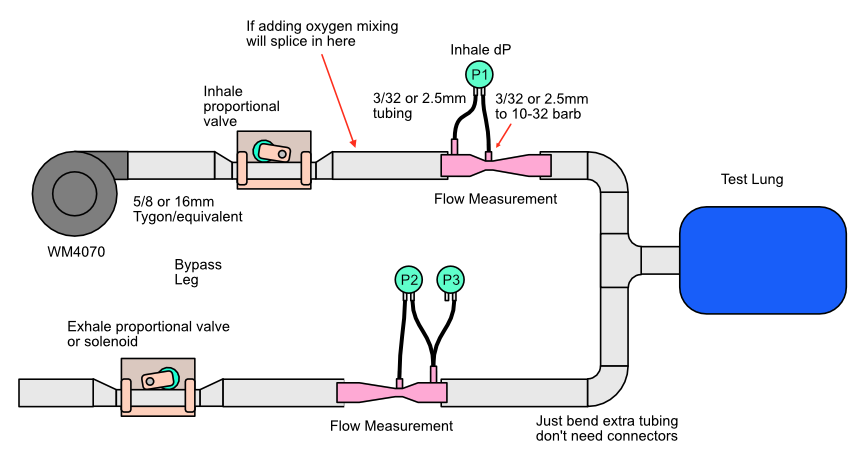 If adding oxygen mixing
will splice in here
Inhale dP
P1
Inhale
proportional
valve
3/32 or 2.5mm
tubing
3/32 or 2.5mm
to 10-32 barb
Test Lung
5/8 or 16mm
Tygon/equivalent
Flow Measurement
WM4070
Bypass
Leg
P2
P3
Exhale proportional valve
or solenoid
Flow Measurement
Just bend extra tubing
don't need connectors